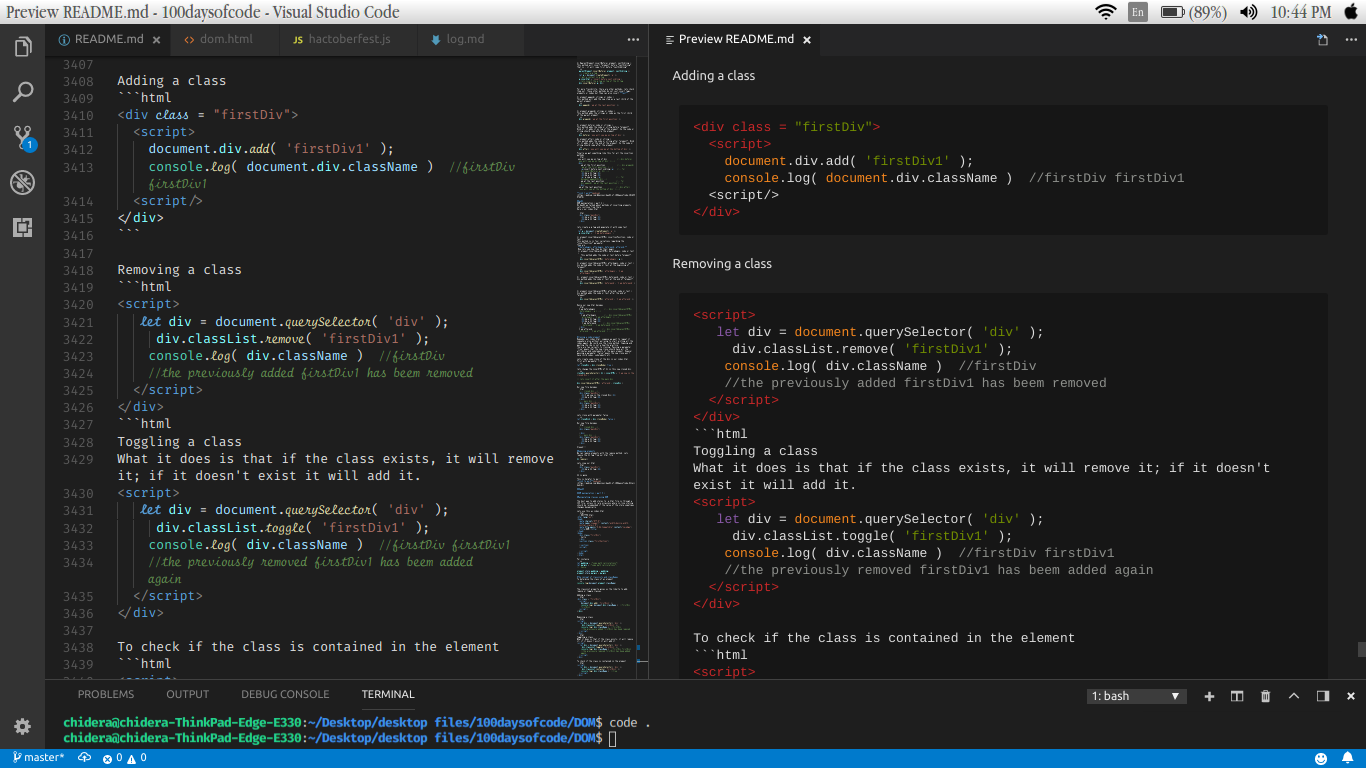 Preview README.md - 100daysofcode - Visual Studio Code
En
(89%)
10:44 PM
README.md
dom.html
JS hactoberfest.js
log.md
Preview README.md
3407
3408 Adding a class
3409 ```html
3410 <div class = "firstDiv">
3411 <script>
3412 document.div.add( 'firstDiv1' );
3413 console.log( document.div.className ) //firstDiv
firstDiv1
3414 <script/>
3415 </div>
3416 ```
3417
3418 Removing a class
3419 ```html
3420 <script>
3421 let div = document.querySelector( 'div' );
3422 div.classList.remove( 'firstDiv1' );
3423 console.log( div.className ) //firstDiv
3424 //the previously added firstDiv1 has beem removed
3425 </script>
3426 </div>
3427 ```html
3428 Toggling a class
3429 What it does is that if the class exists, it will remove
it; if it doesn't exist it will add it.
3430 <script>
3431 let div = document.querySelector( 'div' );
3432 div.classList.toggle( 'firstDiv1' );
3433 console.log( div.className ) //firstDiv firstDiv1
3434 //the previously removed firstDiv1 has been added
again
3435 </script>
3436 </div>
3437
3438 To check if the class is contained in the element
3439 ```html
Adding a class
<div class = "firstDiv">
<script>
document.div.add( 'firstDiv1' );
console.log( document.div.className ) //firstDiv firstDiv1
<script/>
</div>
Removing a class
<script>
let div = document.querySelector( 'div' );
div.classList.remove( 'firstDiv1' );
console.log( div.className ) //firstDiv
//the previously added firstDiv1 has beem removed
</script>
</div>
```html
Toggling a class
What it does is that if the class exists, it will remove it; if it doesn't
exist it will add it.
<script>
let div = document.querySelector( 'div' );
div.classList.toggle( 'firstDiv1' );
console.log( div.className ) //firstDiv firstDiv1
//the previously removed firstDiv1 has been added again
</script>
</div>
To check if the class is contained in the element
```html
<script>
1
PROBLEMS
OUTPUT
DEBUG CONSOLE
TERMINAL
1: bash
chidera@chidera-ThinkPad-Edge-E330:~/Desktop/desktop files/100daysofcode/DOM$ code .
chidera@chidera-ThinkPad-Edge-E330:~/Desktop/desktop files/100daysofcode/DOM$
master*
0
0